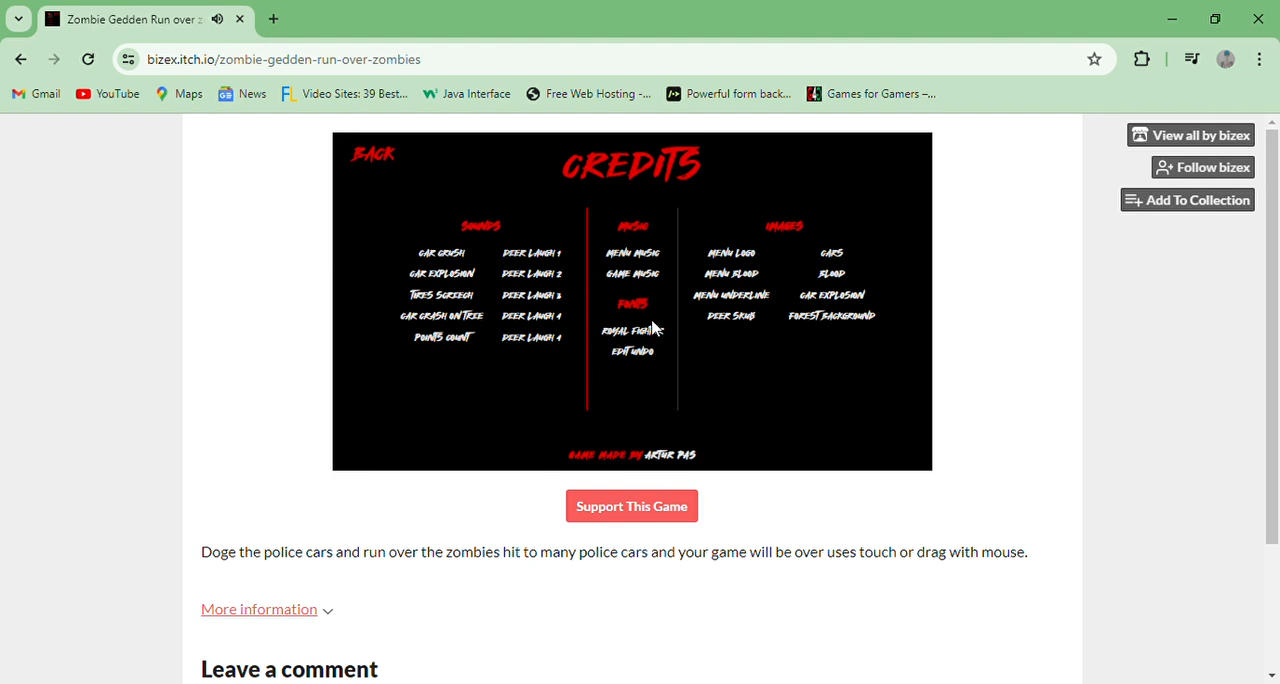 Zombie Gedden Run over z
bizex.itch.io/zombie-gedden-run-over-zombies
Gmail YouTube Maps News Video Sites: 39 Best... Java Interface Free Web Hosting -... Powerful form back... Games for Gamers –...
View all by bizex
Follow bizex
Add To Collection
BACK
CREDITS
SOUNDS
CAR CRUSH DEER LAUGH 1
CAR EXPLOSION DEER LAUGH 2
TIRES SCREECH DEER LAUGH 3
CAR CRASH ON TREE DEER LAUGH 4
POINTS COUNT DEER LAUGH 4
MUSIC
MENU MUSIC
GAME MUSIC
FONTS
ROYAL
EDIT UNDO
IMAGES
MENU LOGO CARS
MENU BLOOD BLOOD
MENU UNDERLINE CAR EXPLOSION
DEER SKUB FOREST BACKGROUND
GAME MADE BY ARTUR PAS
Support This Game
Doge the police cars and run over the zombies hit to many police cars and your game will be over uses touch or drag with mouse.
More information
Leave a comment